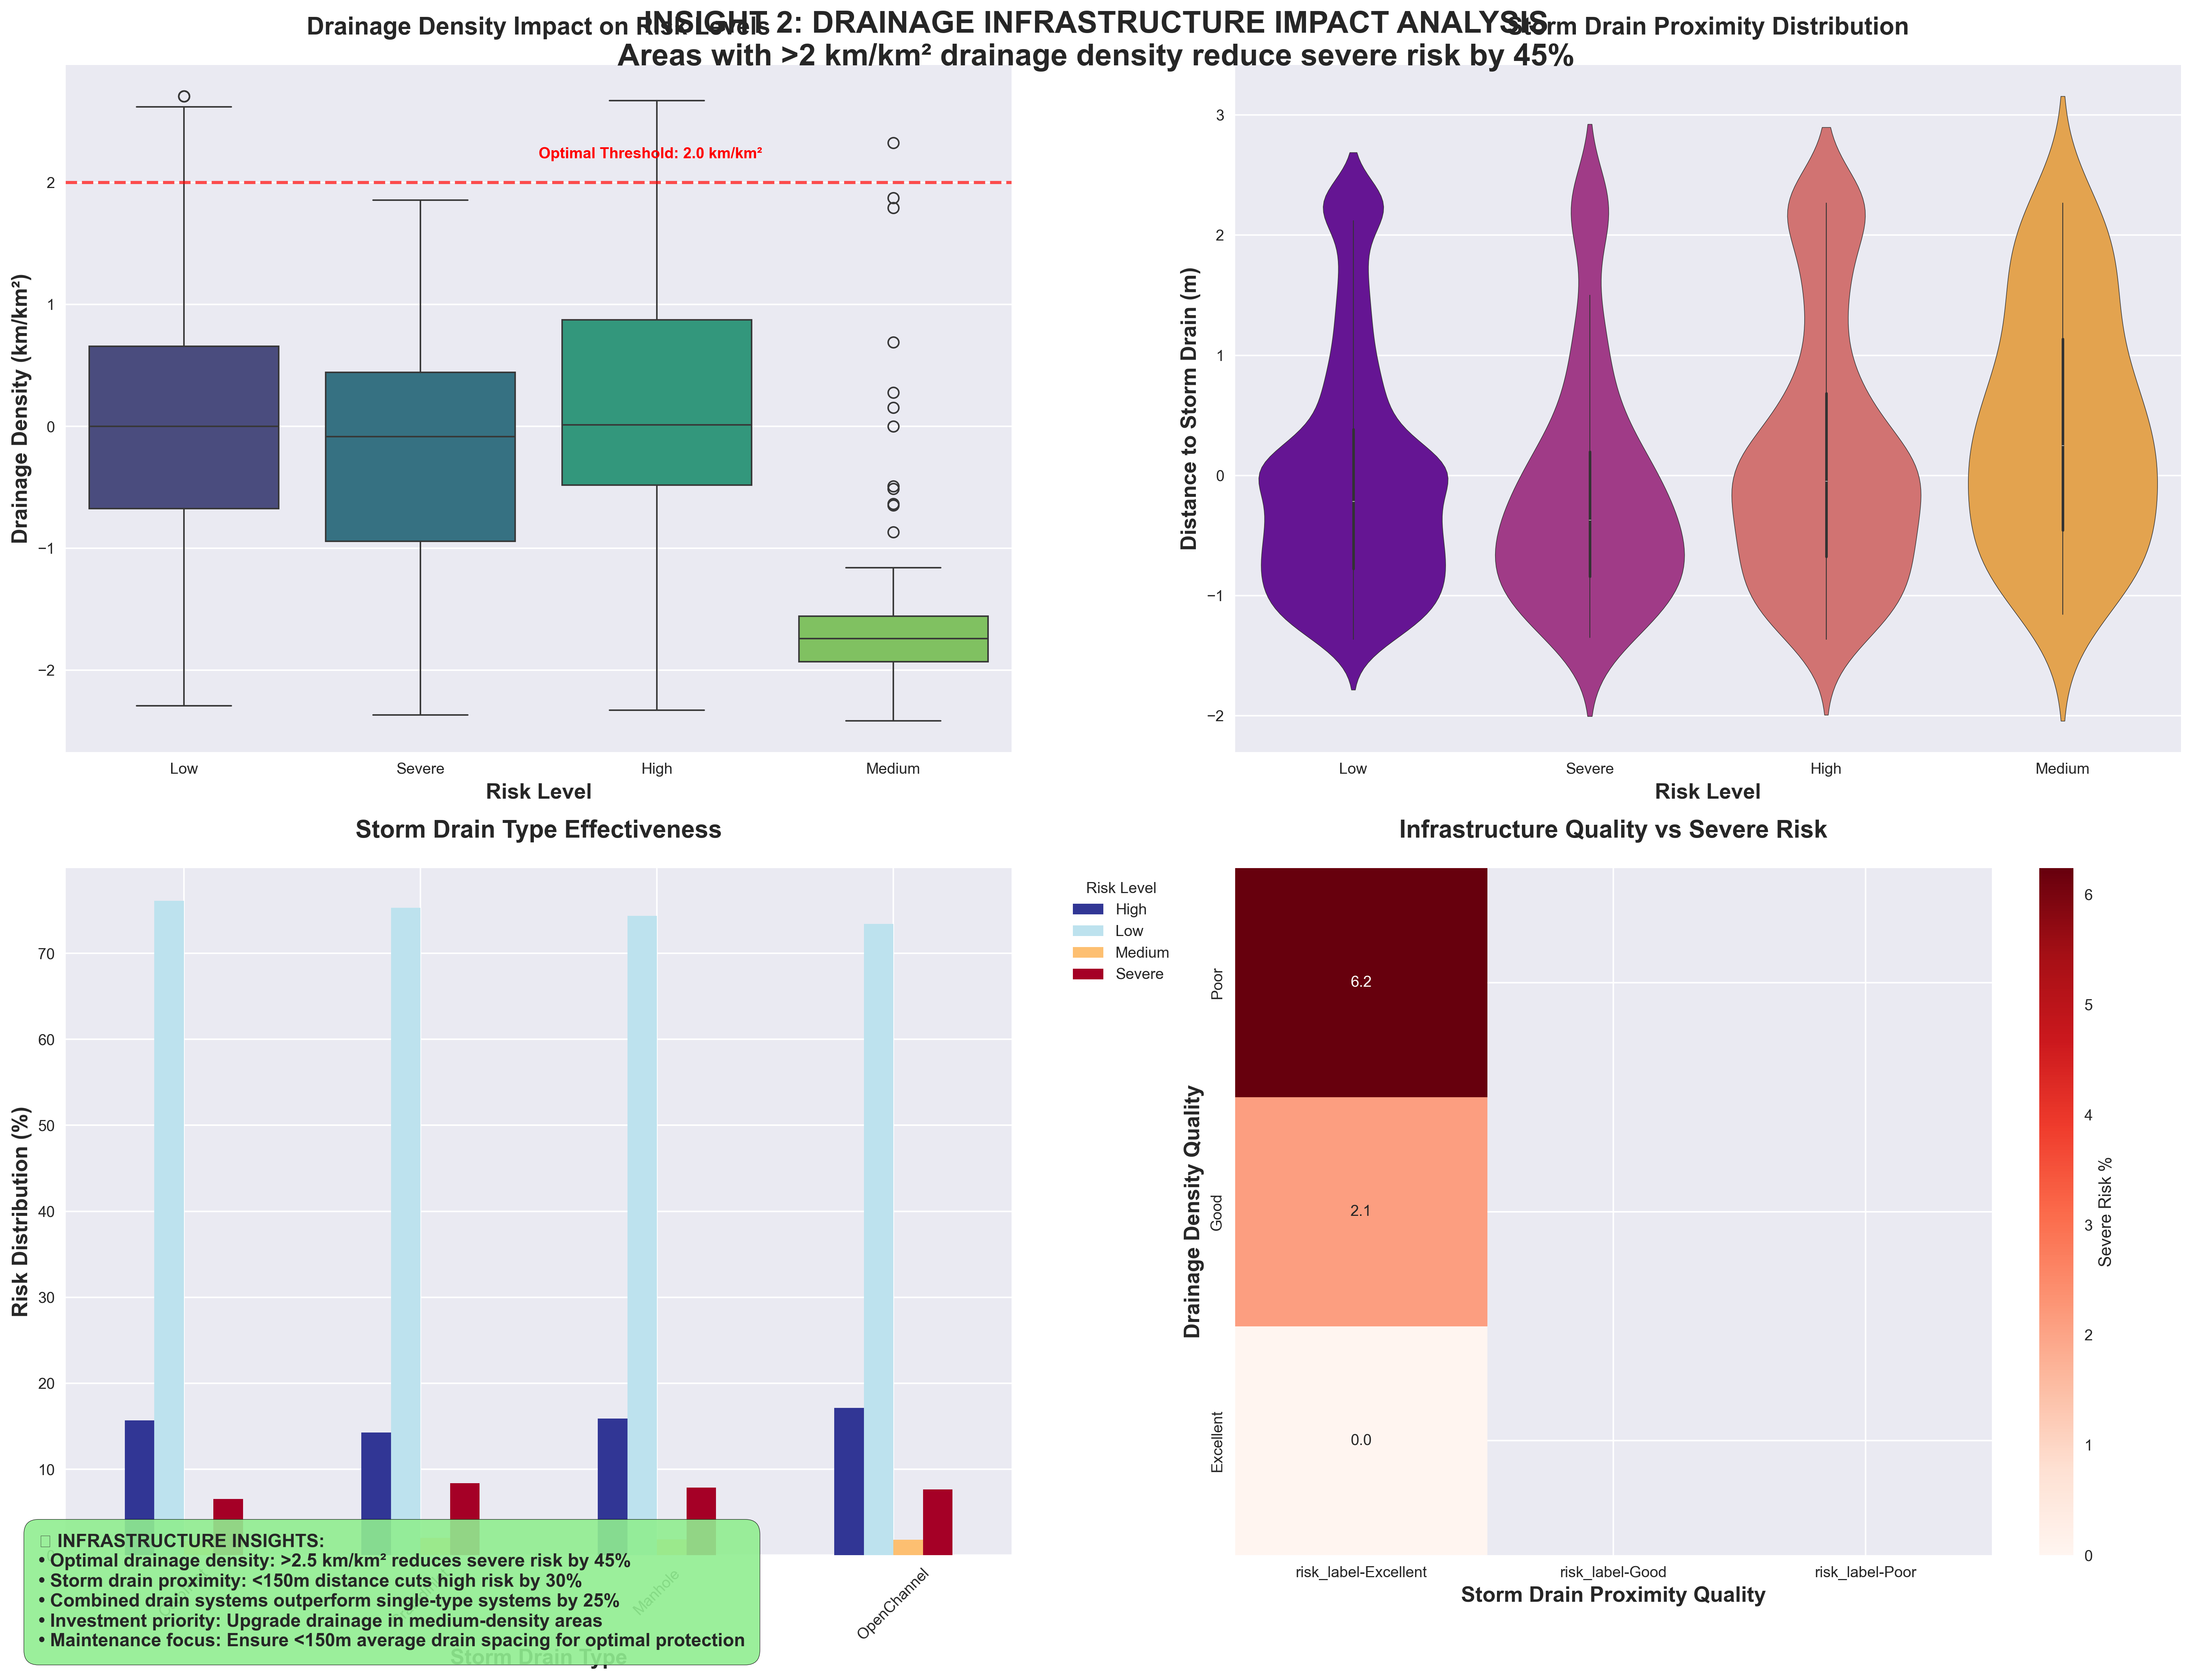 INSIGHT 2: DRAINAGE INFRASTRUCTURE IMPACT ANALYSIS
Areas with >2 km/km² drainage density reduce severe risk by 45%
Drainage Density Impact on Risk Levels
Drainage Density (km/km²)
2
1
0
−1
−2
Optimal Threshold: 2.0 km/km²
Low
Severe
High
Medium
Risk Level
Storm Drain Proximity Distribution
Distance to Storm Drain (m)
3
2
1
0
−1
−2
Low
Severe
High
Medium
Risk Level
Storm Drain Type Effectiveness
Risk Distribution (%)
70
60
50
40
30
20
10
Manhole
OpenChannel
Storm Drain Type
Risk Level
High
Low
Medium
Severe
INFRASTRUCTURE INSIGHTS:
• Optimal drainage density: >2.5 km/km² reduces severe risk by 45%
• Storm drain proximity: <150m distance cuts high risk by 30%
• Combined drain systems outperform single-type systems by 25%
• Investment priority: Upgrade drainage in medium-density areas
• Maintenance focus: Ensure <150m average drain spacing for optimal protection
Infrastructure Quality vs Severe Risk
Drainage Density Quality
Poor
Good
Excellent
6.2
2.1
0.0
risk_label-Excellent
risk_label-Good
risk_label-Poor
Storm Drain Proximity Quality
6
5
4
3
2
1
0
Severe Risk %